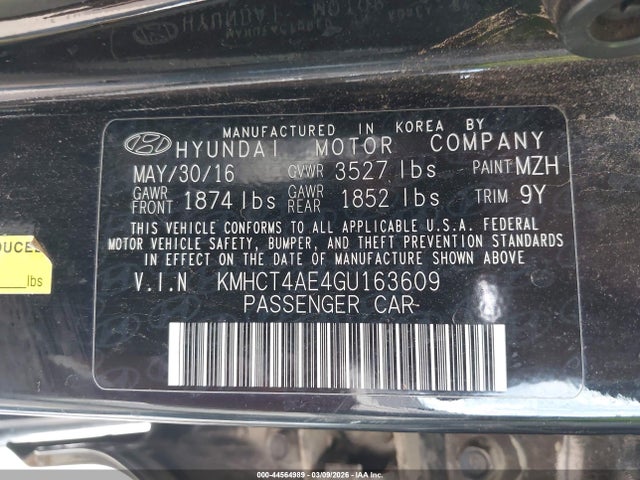 MANUFACTURED IN KOREA BY
HYUNDAI MOTOR COMPANY
MAY/30/16 GVWR 3527 lbs PAINT MZH
GAWR FRONT 1874 lbs GAWR REAR 1852 lbs TRIM 9Y
THIS VEHICLE CONFORMS TO ALL APPLICABLE U.S.A. FEDERAL
MOTOR VEHICLE SAFETY, BUMPER, AND THEFT PREVENTION STANDARDS
IN EFFECT ON THE DATE OF MANUFACTURE SHOWN ABOVE.
V.I.N KMHCT4AE4GU163609
PASSENGER CAR
lbs
00-44564989 | 03/09/2026 | IAA, Inc.